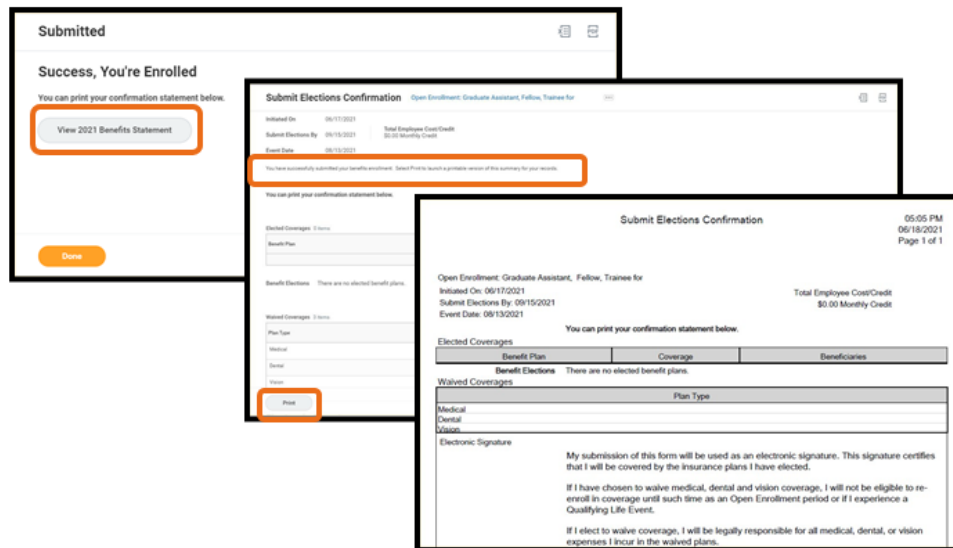 Submitted
Success, You're Enrolled
You can print your confirmation statement below.
View 2021 Benefits Statement
Done
Submit Elections Confirmation Open Enrollment: Graduate Assistant, Fellow, Trainee for
Initiated On 06/17/2021
Submit Elections By 09/15/2021
Total Employee Cost/Credit
$0.00 Monthly Credit
Event Date 08/13/2021
You have successfully submitted your benefits enrollment. Select Print to launch a printable version of this summary for your records.
You can print your confirmation statement below.
Elected Coverages 0 items
Benefit Plan
Benefit Elections There are no elected benefit plans.
Waived Coverages 3 items
Plan Type
Medical
Dental
Vision
Print
Submit Elections Confirmation
05:05 PM
06/18/2021
Page 1 of 1
Open Enrollment: Graduate Assistant, Fellow, Trainee for
Initiated On: 06/17/2021
Submit Elections By: 09/15/2021
Event Date: 08/13/2021
Total Employee Cost/Credit
$0.00 Monthly Credit
You can print your confirmation statement below.
Elected Coverages
Benefit Plan Coverage Beneficiaries
Benefit Elections There are no elected benefit plans.
Waived Coverages
Plan Type
Medical
Dental
Vision
Electronic Signature
My submission of this form will be used as an electronic signature. This signature certifies
that I will be covered by the insurance plans I have elected.
If I have chosen to waive medical, dental and vision coverage, I will not be eligible to re-
enroll in coverage until such time as an Open Enrollment period or if I experience a
Qualifying Life Event.
If I elect to waive coverage, I will be legally responsible for all medical, dental, or vision
expenses I incur in the waived plans.